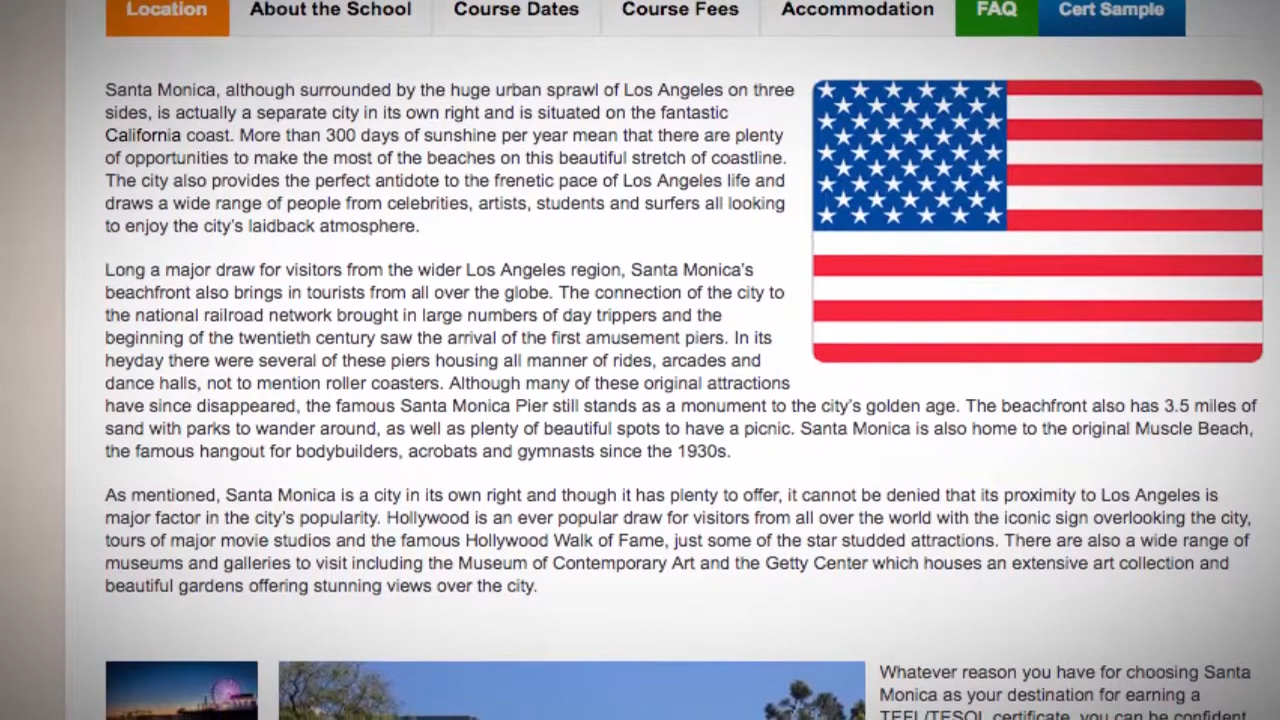 Location
About the School
Course Dates
Course Fees
Accommodation
FAQ
Cert Sample
Santa Monica, although surrounded by the huge urban sprawl of Los Angeles on three
sides, is actually a separate city in its own right and is situated on the fantastic
California coast. More than 300 days of sunshine per year mean that there are plenty
of opportunities to make the most of the beaches on this beautiful stretch of coastline.
The city also provides the perfect antidote to the frenetic pace of Los Angeles life and
draws a wide range of people from celebrities, artists, students and surfers all looking
to enjoy the city's laidback atmosphere.
Long a major draw for visitors from the wider Los Angeles region, Santa Monica's
beachfront also brings in tourists from all over the globe. The connection of the city to
the national railroad network brought in large numbers of day trippers and the
beginning of the twentieth century saw the arrival of the first amusement piers. In its
heyday there were several of these piers housing all manner of rides, arcades and
dance halls, not to mention roller coasters. Although many of these original attractions
have since disappeared, the famous Santa Monica Pier still stands as a monument to the city's golden age. The beachfront also has 3.5 miles of
sand with parks to wander around, as well as plenty of beautiful spots to have a picnic. Santa Monica is also home to the original Muscle Beach,
the famous hangout for bodybuilders, acrobats and gymnasts since the 1930s.
As mentioned, Santa Monica is a city in its own right and though it has plenty to offer, it cannot be denied that its proximity to Los Angeles is
major factor in the city's popularity. Hollywood is an ever popular draw for visitors from all over the world with the iconic sign overlooking the city,
tours of major movie studios and the famous Hollywood Walk of Fame, just some of the star studded attractions. There are also a wide range of
museums and galleries to visit including the Museum of Contemporary Art and the Getty Center which houses an extensive art collection and
beautiful gardens offering stunning views over the city.
Whatever reason you have for choosing Santa
Monica as your destination for earning a
TEFL/TESOL certificate, you can be confident